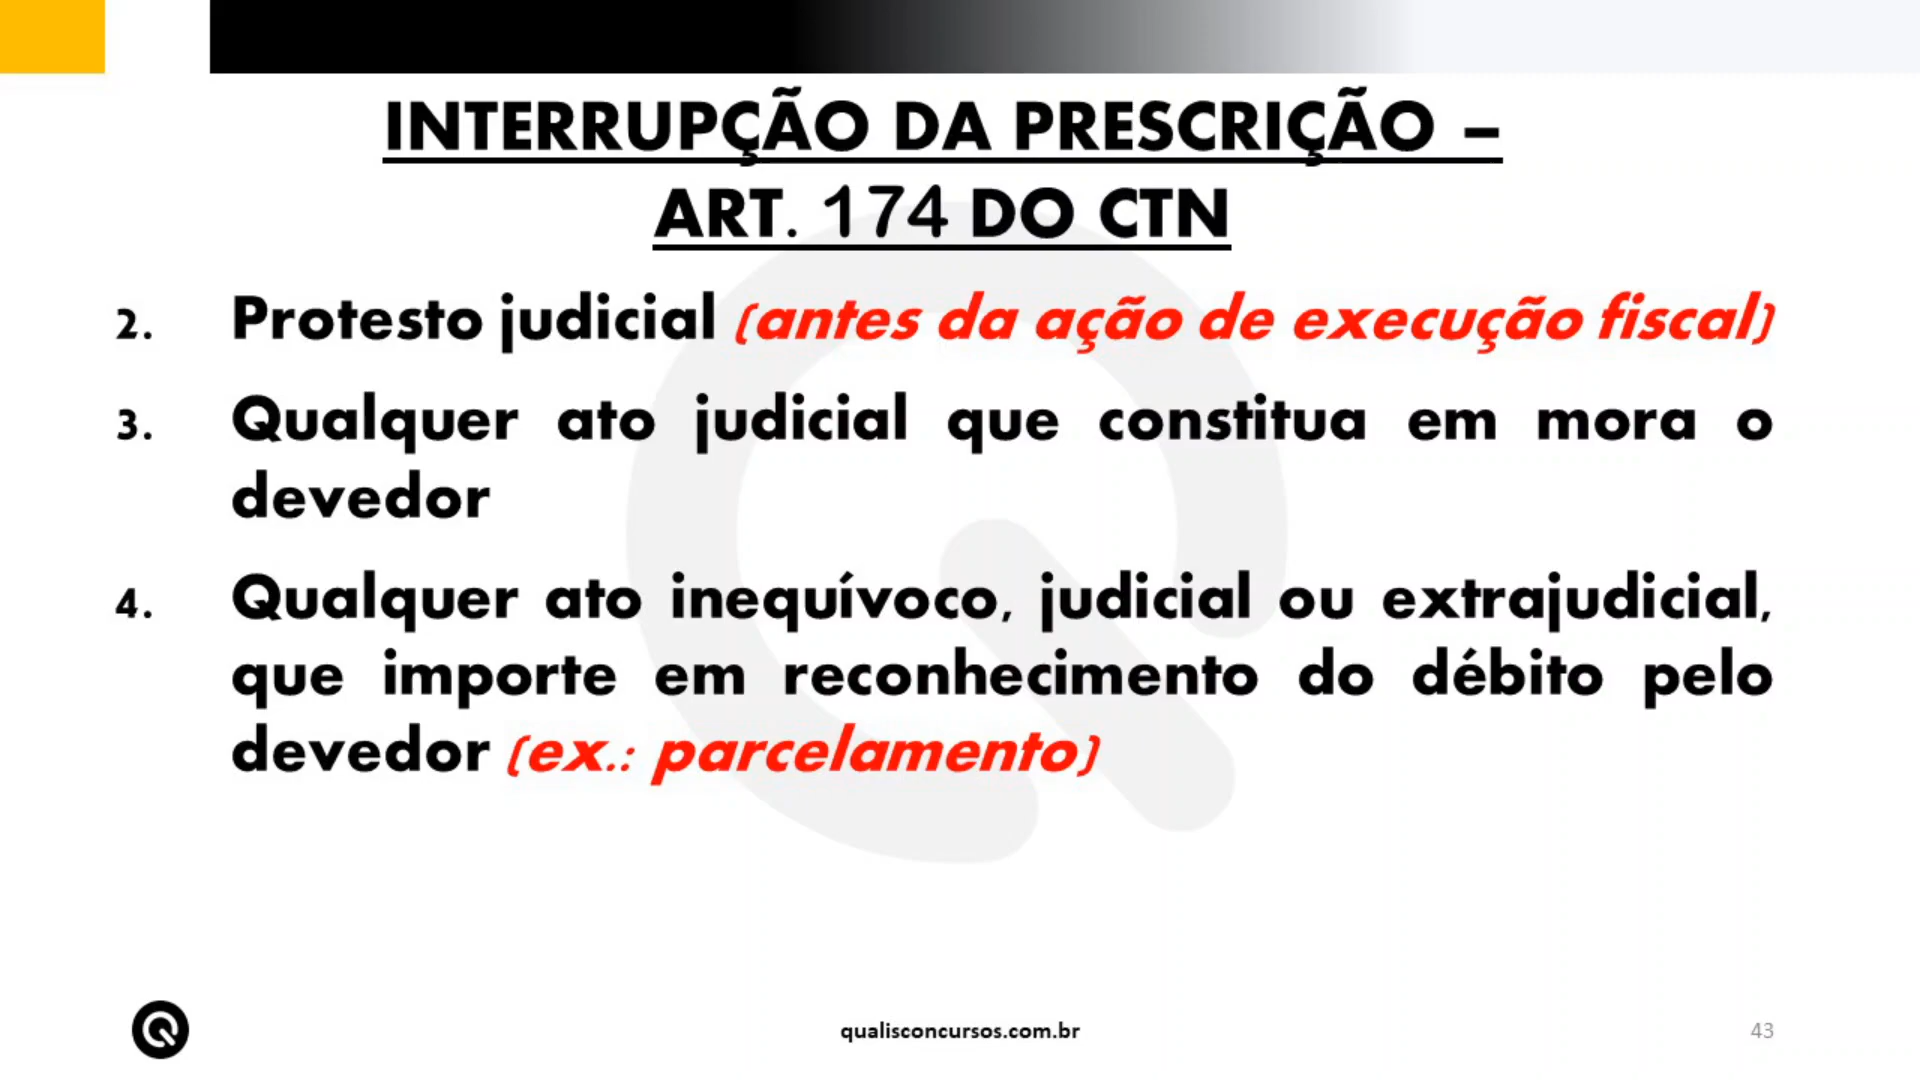 INTERRUPÇÃO DA PRESCRIÇÃO –
ART. 174 DO CTN
2. Protesto judicial (antes da ação de execução fiscal)
3. Qualquer ato judicial que constitua em mora o
devedor
4. Qualquer ato inequívoco, judicial ou extrajudicial,
que importe em reconhecimento do débito pelo
devedor (ex.: parcelamento)
qualisconcursos.com.br
43